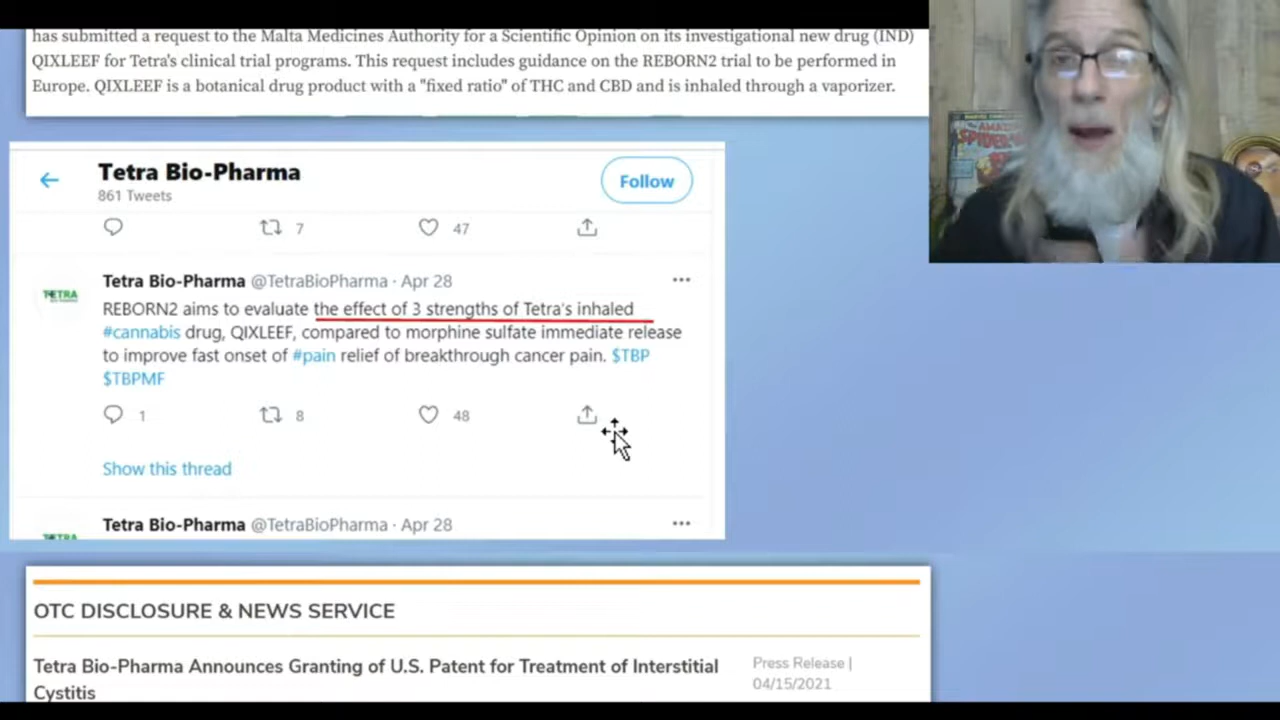 has submitted a request to the Malta Medicines Authority for a Scientific Opinion on its investigational new drug (IND)
QIXLEEF for Tetra's clinical trial programs. This request includes guidance on the REBORN2 trial to be performed in
Europe. QIXLEEF is a botanical drug product with a "fixed ratio" of THC and CBD and is inhaled through a vaporizer.
Tetra Bio-Pharma
861 Tweets
Follow
7
47
TETRA
Tetra Bio-Pharma @TetraBioPharma · Apr 28
REBORN2 aims to evaluate the effect of 3 strengths of Tetra's inhaled
#cannabis drug, QIXLEEF, compared to morphine sulfate immediate release
to improve fast onset of #pain relief of breakthrough cancer pain. $TBP
$TBPMF
1
8
48
Show this thread
TETRA
Tetra Bio-Pharma @TetraBioPharma · Apr 28
OTC DISCLOSURE & NEWS SERVICE
Tetra Bio-Pharma Announces Granting of U.S. Patent for Treatment of Interstitial
Cystitis
Press Release |
04/15/2021
AMAZING
SPIDER-MAN